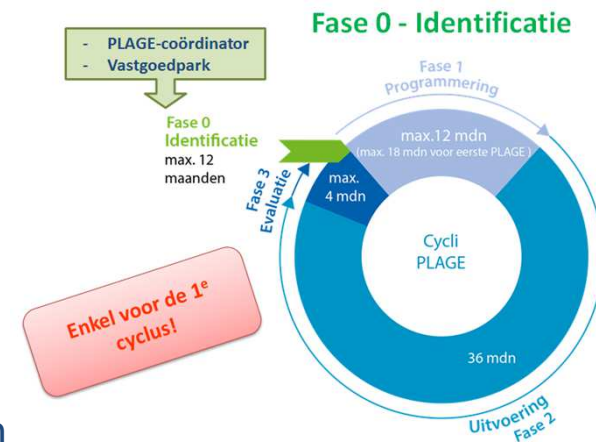 Fase 0 - Identificatie
- PLAGE-coördinator
- Vastgoedpark
Fase 0
Identificatie
max. 12
maanden
Fase 1
Programmering
max.12 mdn
(max. 18 mdn voor eerste PLAGE )
Fase 3
Evaluatie
max.
4 mdn
Cycli
PLAGE
Enkel voor de 1e
cyclus!
36 mdn
Uitvoering
Fase 2